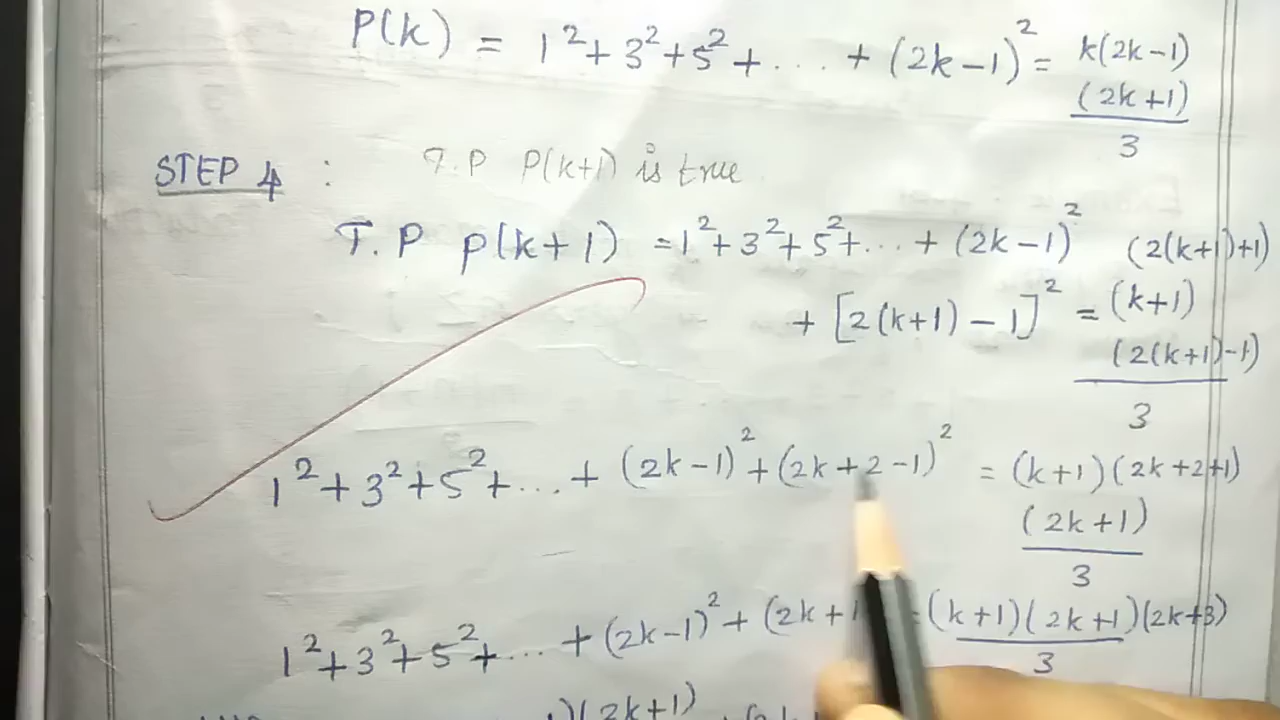 P(k) = 1² + 3² + 5² + .... + (2k-1)² = k(2k-1)
(2k+1)
3
STEP 4 : T.P P(k+1) is true
T.P P(k+1) = 1² + 3² + 5² + ... + (2k-1)² (2(k+1)+1)
+ [2(k+1) - 1]² = (k+1)
(2(k+1)-1)
3
1² + 3² + 5² + ... + (2k-1)² + (2k+2-1)² = (k+1)(2k+2+1)
(2k+1)
3
1² + 3² + 5² + ... + (2k-1)² + (2k+1 = (k+1)(2k+1)(2k+3)
3
)(2k+1)